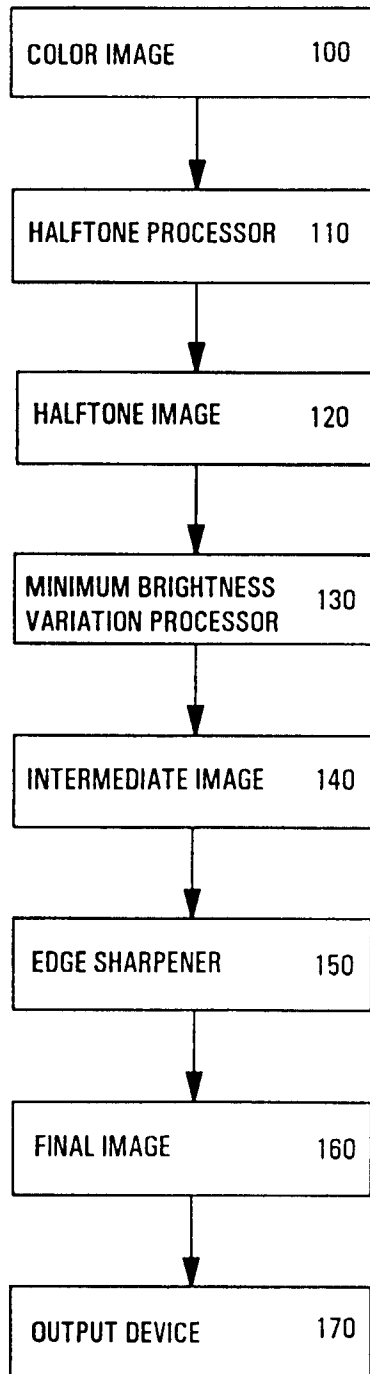 COLOR IMAGE 100
HALFTONE PROCESSOR 110
HALFTONE IMAGE 120
MINIMUM BRIGHTNESS
VARIATION PROCESSOR 130
INTERMEDIATE IMAGE 140
EDGE SHARPENER 150
FINAL IMAGE 160
OUTPUT DEVICE 170